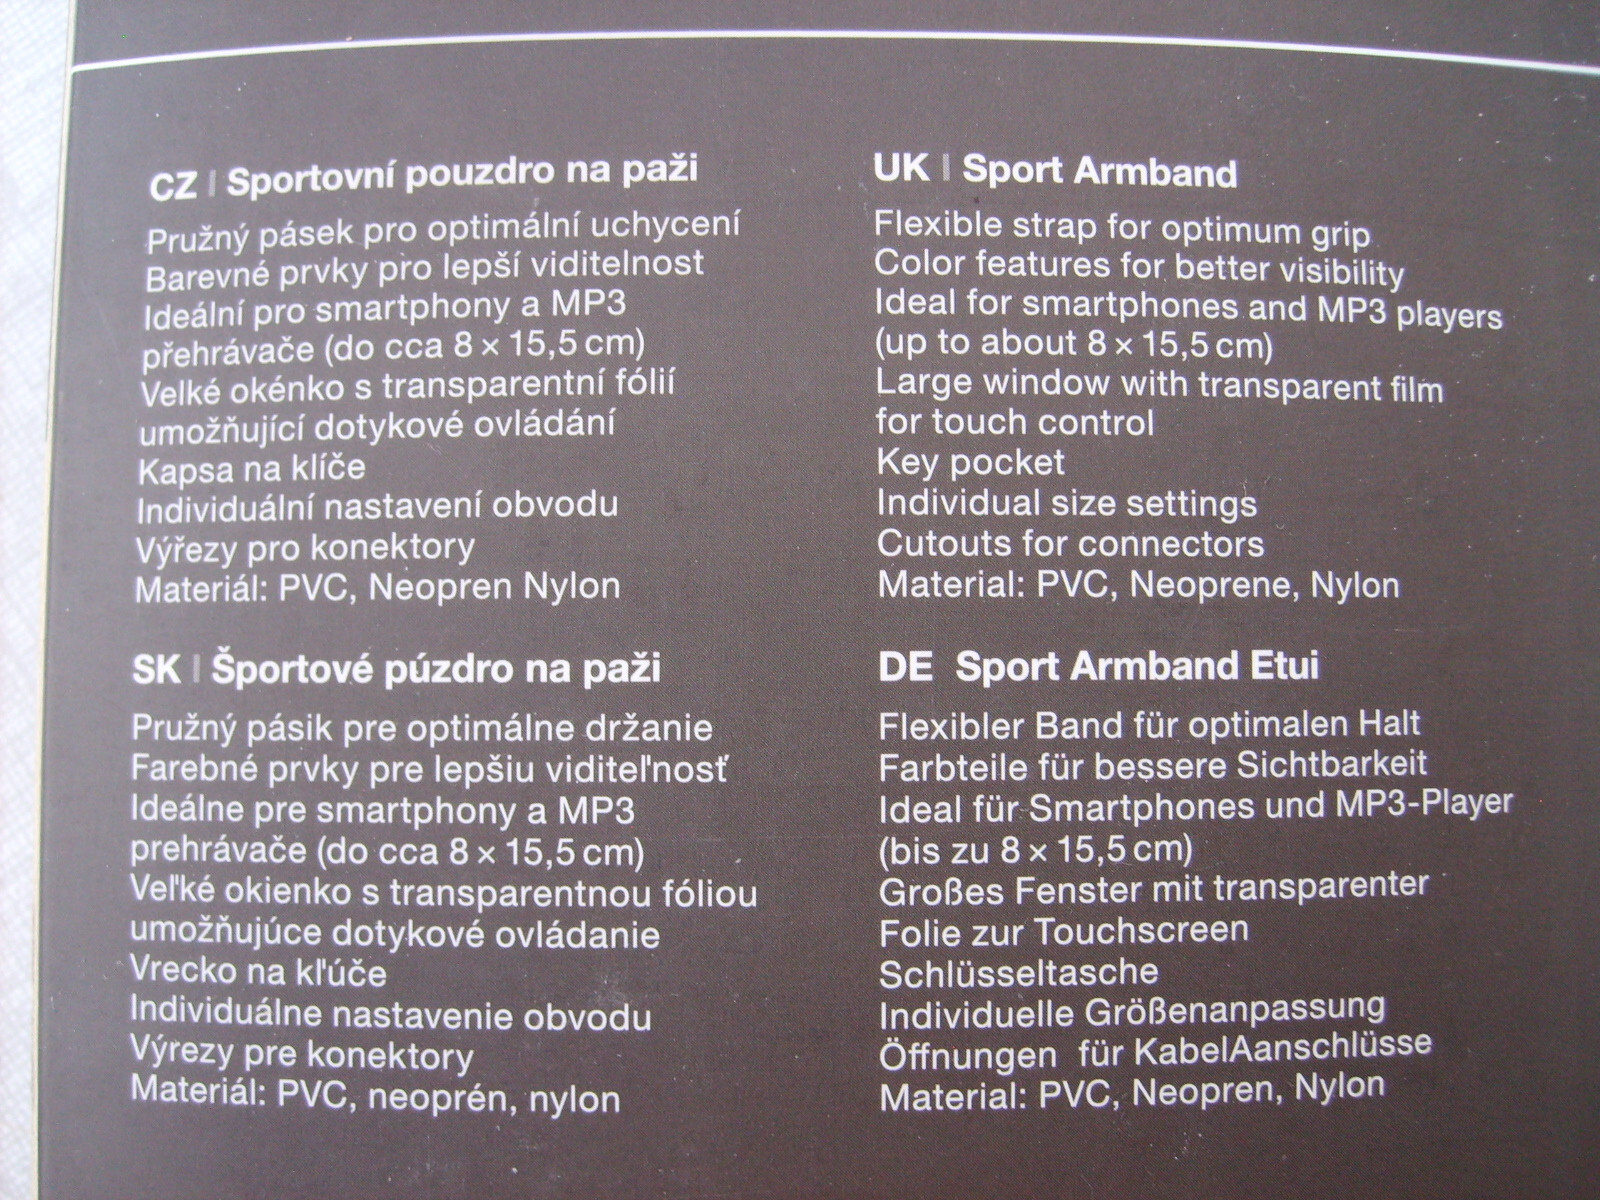 CZ | Sportovní pouzdro na paži
Pružný pásek pro optimální uchycení
Barevné prvky pro lepší viditelnost
Ideální pro smartphony a MP3
přehrávače (do cca 8 × 15,5 cm)
Velké okénko s transparentní fólií
umožňující dotykové ovládání
Kapsa na klíče
Individuální nastavení obvodu
Výřezy pro konektory
Materiál: PVC, Neopren Nylon
UK | Sport Armband
Flexible strap for optimum grip
Color features for better visibility
Ideal for smartphones and MP3 players
(up to about 8 × 15,5 cm)
Large window with transparent film
for touch control
Key pocket
Individual size settings
Cutouts for connectors
Material: PVC, Neoprene, Nylon
SK | Športové púzdro na paži
Pružný pásik pre optimálne držanie
Farebné prvky pre lepšiu viditeľnosť
Ideálne pre smartphony a MP3
prehrávače (do cca 8 × 15,5 cm)
Veľké okienko s transparentnou fóliou
umožňujúce dotykové ovládanie
Vrecko na kľúče
Individuálne nastavenie obvodu
Výrezy pre konektory
Materiál: PVC, neoprén, nylon
DE Sport Armband Etui
Flexibler Band für optimalen Halt
Farbteile für bessere Sichtbarkeit
Ideal für Smartphones und MP3-Player
(bis zu 8 × 15,5 cm)
Großes Fenster mit transparenter
Folie zur Touchscreen
Schlüsseltasche
Individuelle Größenanpassung
Öffnungen für KabelAanschlüsse
Material: PVC, Neopren, Nylon